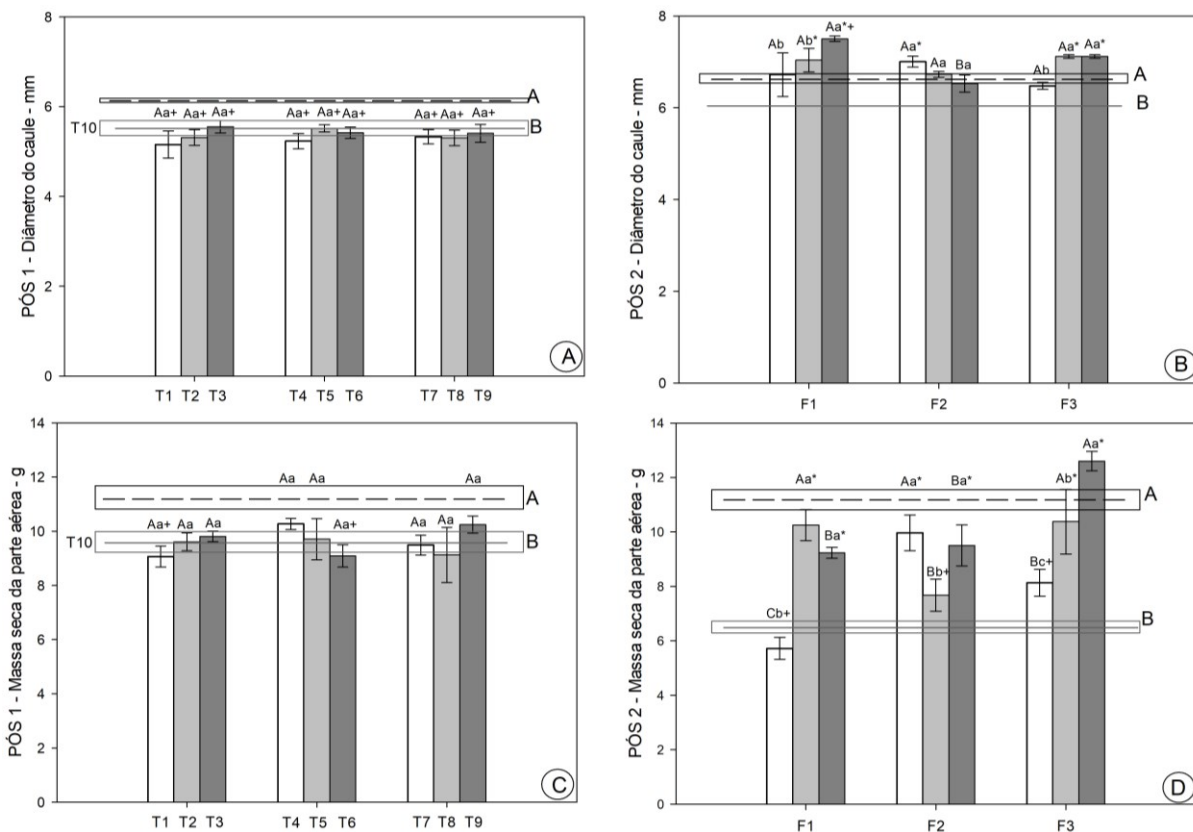 PÓS 1 - Diâmetro do caule - mm
8
6
4
2
0
A
T10
B
Aa+ Aa+ Aa+
Aa+ Aa+ Aa+
Aa+ Aa+ Aa+
T1 T2 T3
T4 T5 T6
T7 T8 T9
A
PÓS 2 - Diâmetro do caule - mm
8
6
4
2
0
Ab Ab* Aa*+
Aa* Aa Ba
Ab Aa* Aa*
A
B
F1
F2
F3
B
PÓS 1 - Massa seca da parte aérea - g
14
12
10
8
6
4
2
0
A
T10
B
Aa+ Aa Aa
Aa Aa Aa+
Aa Aa Aa
T1 T2 T3
T4 T5 T6
T7 T8 T9
C
PÓS 2 - Massa seca da parte aérea - g
14
12
10
8
6
4
2
0
Cb+ Aa* Ba*
Aa* Bb+ Ba*
Bc+ Ab* Aa*
A
B
F1
F2
F3
D